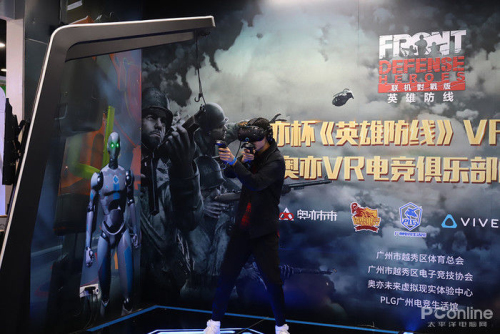 FRONT
DEFENSE
HEROES
联机对战版
英雄防线
亦杯《英雄防线》VR
奥亦VR电竞俱乐部
奥亦市市
VIVE
广州市越秀区体育总会
广州市越秀区电子竞技协会
奥亦未来虚拟现实体验中心
PLG广州电竞生活馆
PConline
太平洋电脑网